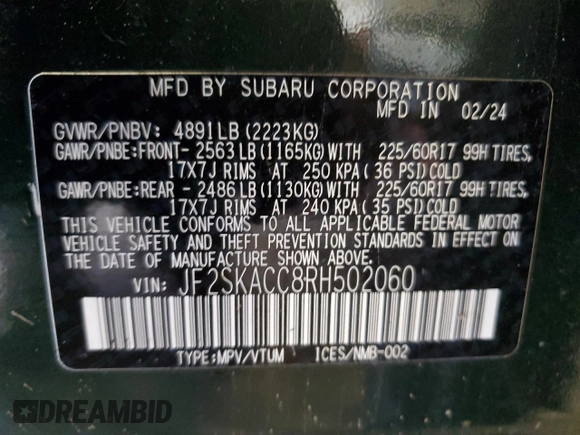 MFD BY SUBARU CORPORATION
MFD IN 02/24
GVWR/PNBV: 4891LB (2223KG)
GAWR/PNBE:FRONT- 2563LB (1165KG) WITH 225/60R17 99H TIRES,
17X7J RIMS AT 250 KPA ( 36 PSI) COLD
GAWR/PNBE:REAR - 2486LB (1130KG) WITH 225/60R17 99H TIRES,
17X7J RIMS AT 240 KPA ( 35 PSI) COLD
THIS VEHICLE CONFORMS TO ALL APPLICABLE FEDERAL MOTOR
VEHICLE SAFETY AND THEFT PREVENTION STANDARDS IN EFFECT ON
THE DATE OF MANUFACTURE SHOWN ABOVE.
VIN: JF2SKACC8RH502060
TYPE:MPV/VTUM ICES/NMB-002
DREAMBID